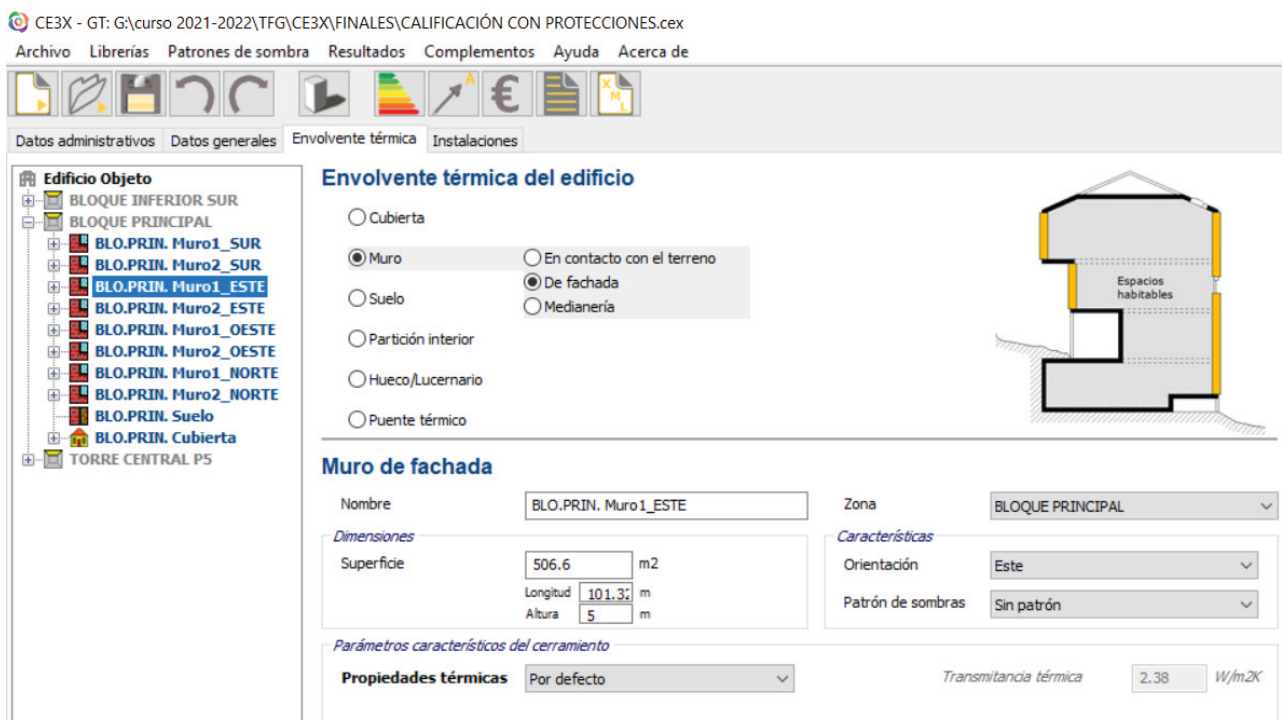 CE3X - GT: G:\curso 2021-2022\TFG\CE3X\FINALES\CALIFICACIÓN CON PROTECCIONES.cex
Archivo Librerías Patrones de sombra Resultados Complementos Ayuda Acerca de
A
€
X
M
L
Datos administrativos Datos generales Envolvente térmica Instalaciones
Edificio Objeto
BLOQUE INFERIOR SUR
BLOQUE PRINCIPAL
BLO.PRIN. Muro1_SUR
BLO.PRIN. Muro2_SUR
BLO.PRIN. Muro1_ESTE
BLO.PRIN. Muro2_ESTE
BLO.PRIN. Muro1_OESTE
BLO.PRIN. Muro2_OESTE
BLO.PRIN. Muro1_NORTE
BLO.PRIN. Muro2_NORTE
BLO.PRIN. Suelo
BLO.PRIN. Cubierta
TORRE CENTRAL P5
Envolvente térmica del edificio
Cubierta
Muro
En contacto con el terreno
De fachada
Medianería
Suelo
Partición interior
Hueco/Lucernario
Puente térmico
Espacios
habitables
Muro de fachada
Nombre BLO.PRIN. Muro1_ESTE Zona BLOQUE PRINCIPAL
Dimensiones
Superficie 506.6 m2
Longitud 101.32 m
Altura 5 m
Características
Orientación Este
Patrón de sombras Sin patrón
Parámetros característicos del cerramiento
Propiedades térmicas Por defecto Transmitancia térmica 2.38 W/m2K